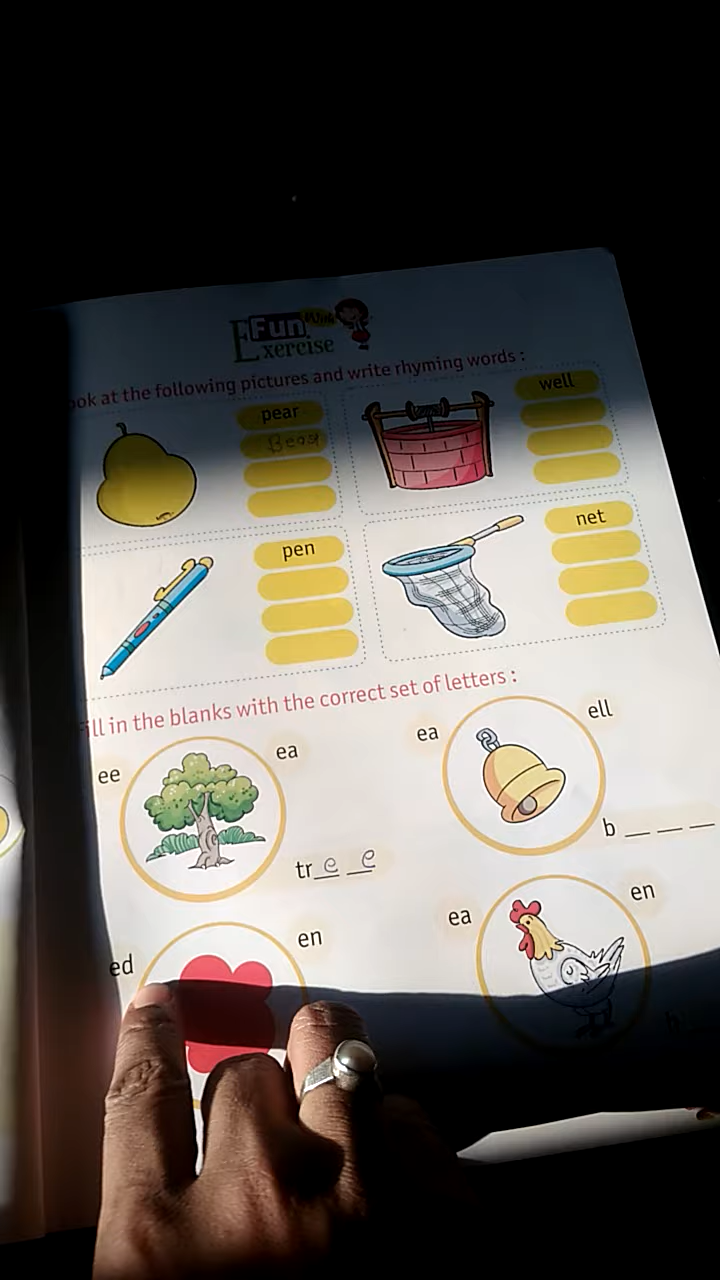 Fun
Exercise
ook at the following pictures and write rhyming words :
pear
Bear
well
pen
net
ill in the blanks with the correct set of letters :
ee
ea
tr e e
ea
ell
b _ _ _
ed
en
ea
en
h